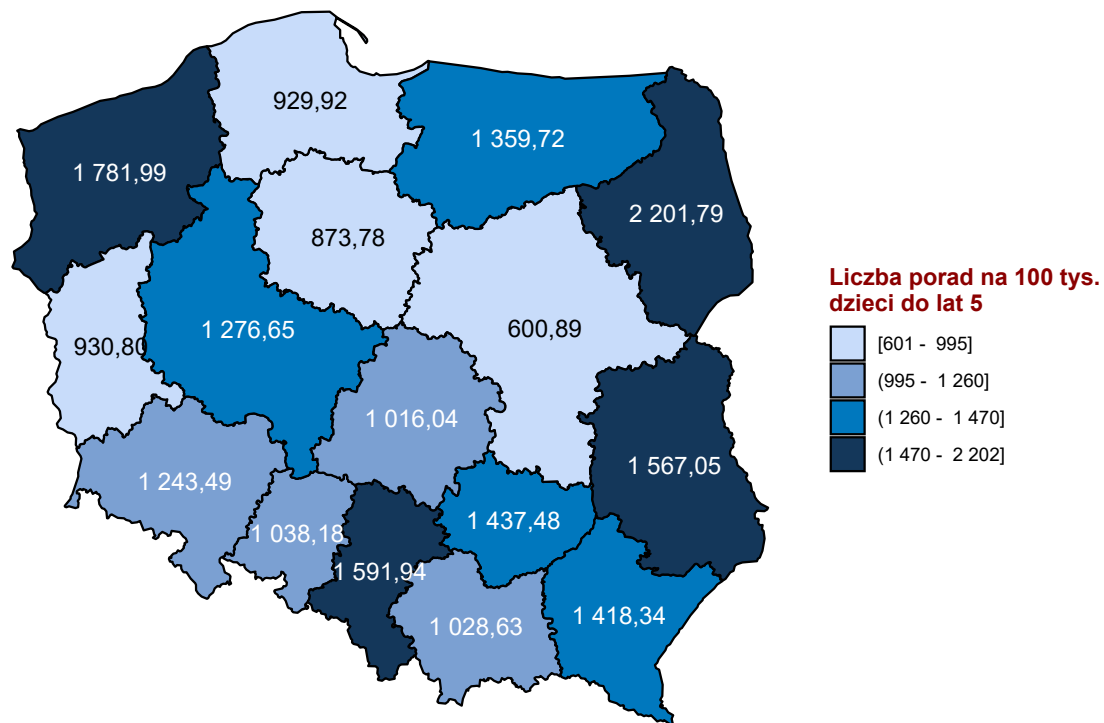 929,92
1 359,72
1 781,99
2 201,79
873,78
1 276,65
600,89
930,80
1 016,04
1 567,05
1 243,49
1 437,48
1 038,18
1 591,94
1 418,34
1 028,63
Liczba porad na 100 tys.
dzieci do lat 5
[601 - 995]
(995 - 1 260]
(1 260 - 1 470]
(1 470 - 2 202]